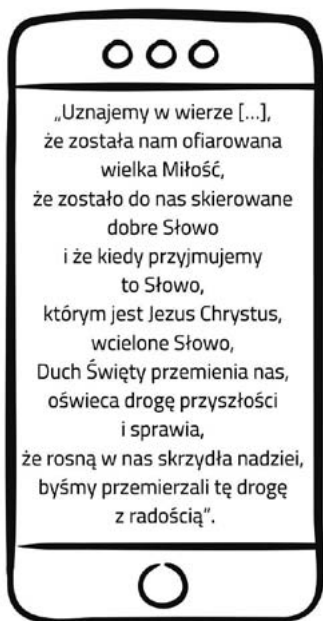 „Uznajemy w wierze [...],
że została nam ofiarowana
wielka Miłość,
że zostało do nas skierowane
dobre Słowo
i że kiedy przyjmujemy
to Słowo,
którym jest Jezus Chrystus,
wcielone Słowo,
Duch Święty przemienia nas,
oświeca drogę przyszłości
i sprawia,
że rosną w nas skrzydła nadziei,
byśmy przemierzali tę drogę
z radością”.